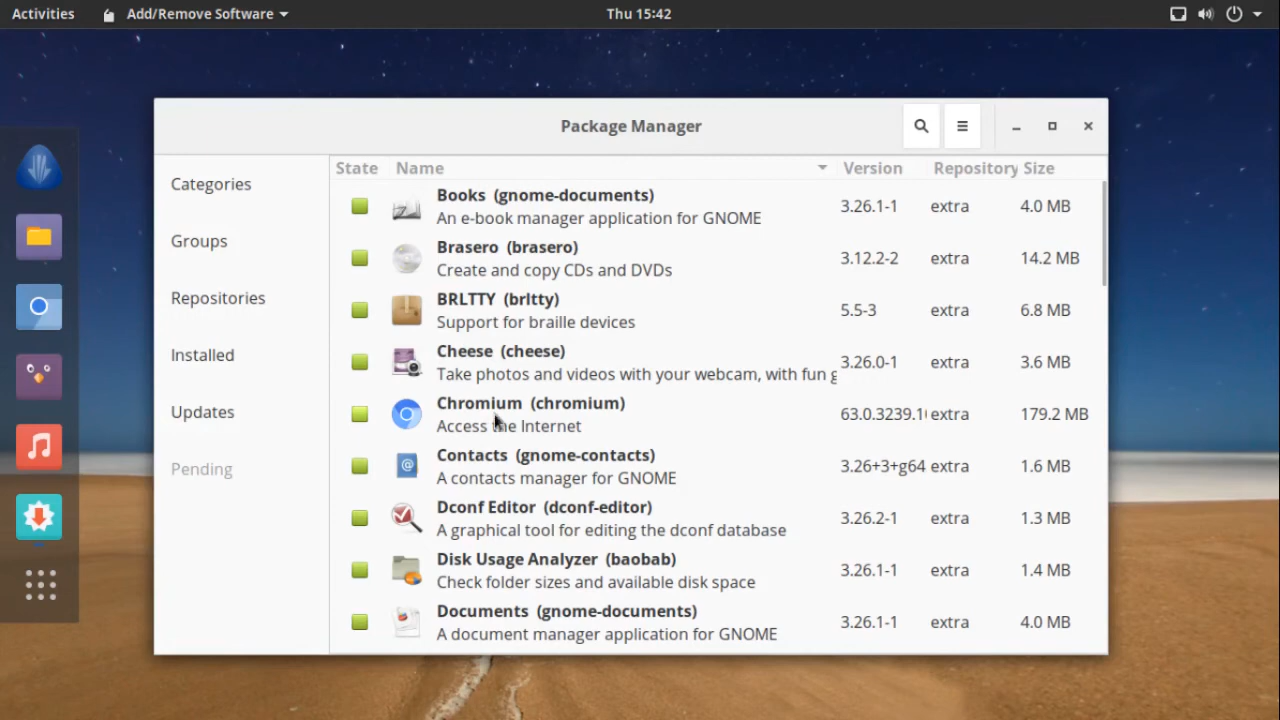 Activities
Add/Remove Software
Thu 15:42
Package Manager
Categories
Groups
Repositories
Installed
Updates
Pending
State Name Version Repository Size
Books (gnome-documents)
An e-book manager application for GNOME
3.26.1-1 extra 4.0 MB
Brasero (brasero)
Create and copy CDs and DVDs
3.12.2-2 extra 14.2 MB
BRLTTY (brltty)
Support for braille devices
5.5-3 extra 6.8 MB
Cheese (cheese)
Take photos and videos with your webcam, with fun g
3.26.0-1 extra 3.6 MB
Chromium (chromium)
Access the Internet
63.0.3239.1 extra 179.2 MB
Contacts (gnome-contacts)
A contacts manager for GNOME
3.26+3+g64 extra 1.6 MB
Dconf Editor (dconf-editor)
A graphical tool for editing the dconf database
3.26.2-1 extra 1.3 MB
Disk Usage Analyzer (baobab)
Check folder sizes and available disk space
3.26.1-1 extra 1.4 MB
Documents (gnome-documents)
A document manager application for GNOME
3.26.1-1 extra 4.0 MB